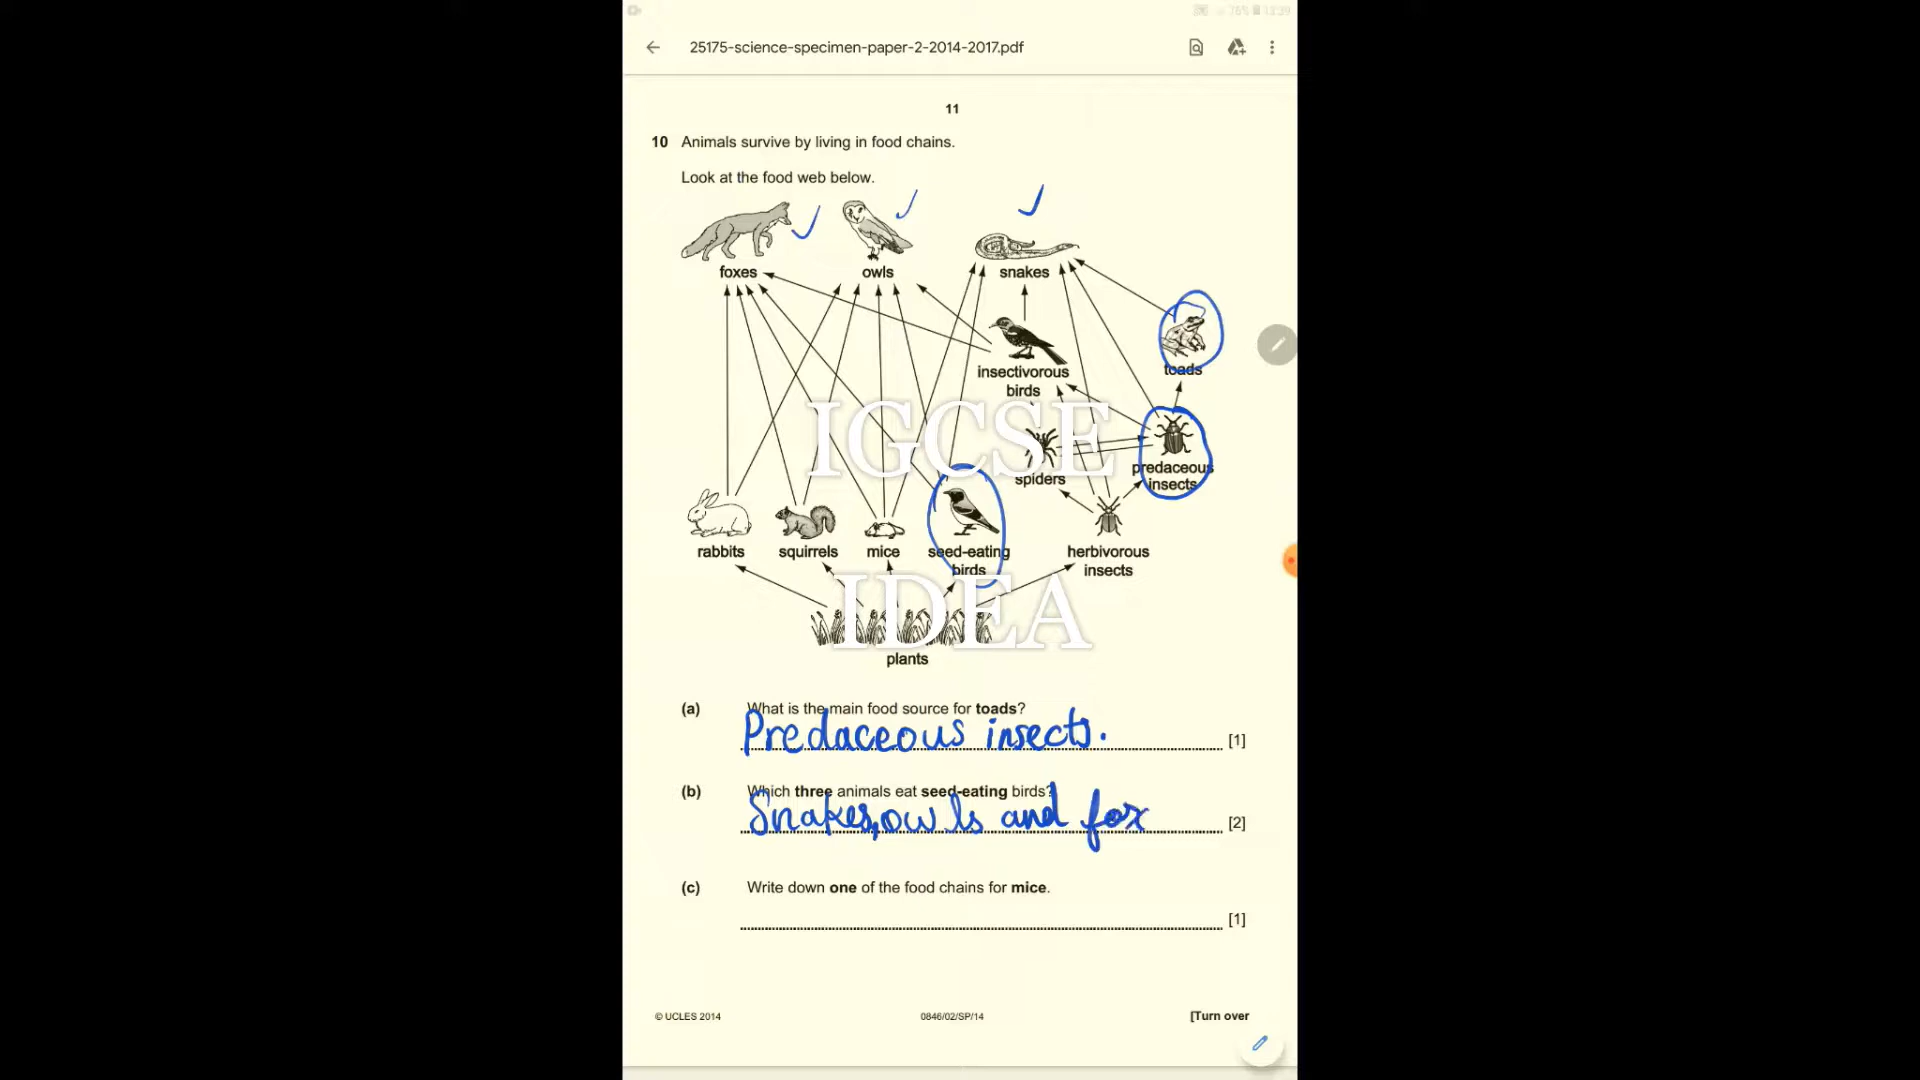 25175-science-specimen-paper-2-2014-2017.pdf
11
10 Animals survive by living in food chains.
Look at the food web below.
foxes
owls
snakes
toads
insectivorous
birds
spiders
predaceous
insects
rabbits
squirrels
mice
seed-eating
birds
herbivorous
insects
plants
IGCSE
IDEA
(a) What is the main food source for toads?
Predaceous insects. [1]
(b) Which three animals eat seed-eating birds?
Snakes, owls and fox [2]
(c) Write down one of the food chains for mice.
[1]
© UCLES 2014 0846/02/SP/14 [Turn over